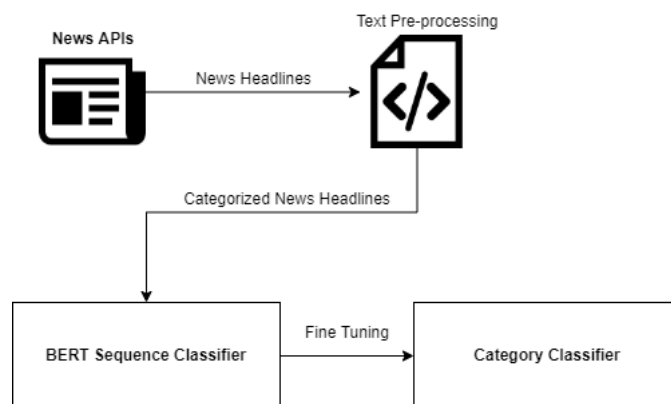 Text Pre-processing
News APIs
News Headlines
</>
Categorized News Headlines
BERT Sequence Classifier
Fine Tuning
Category Classifier